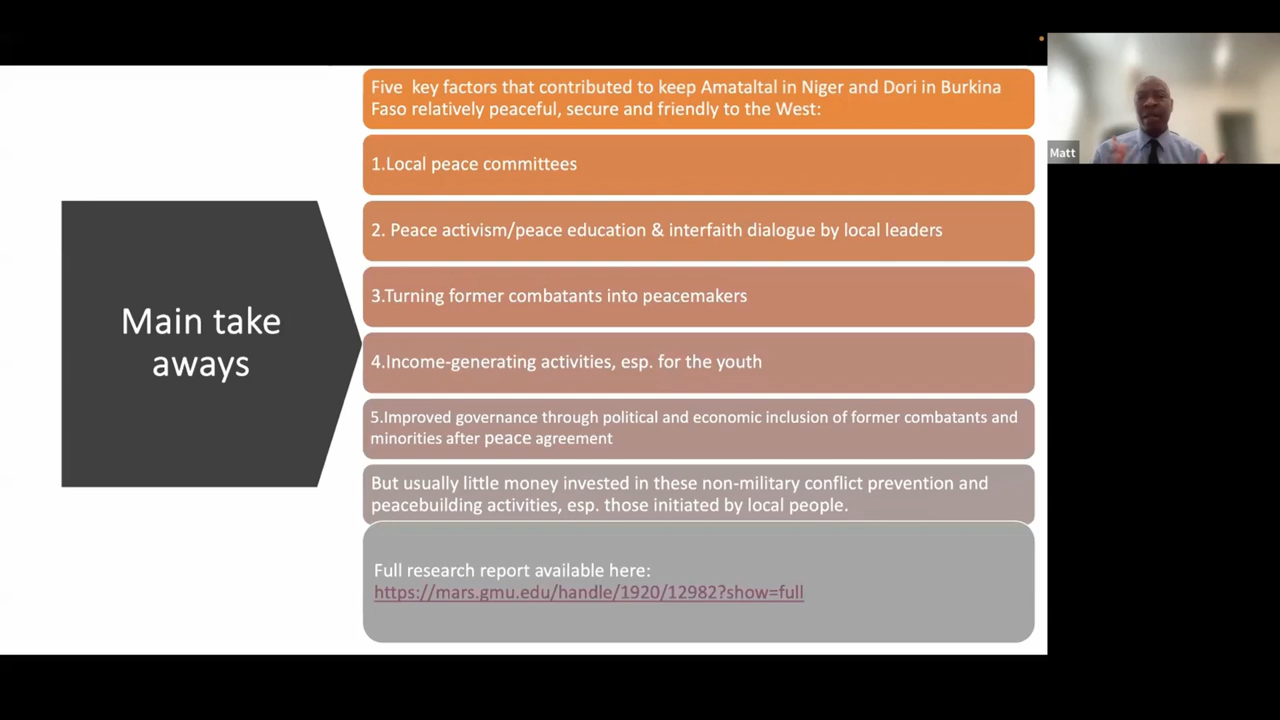 Main take
aways
Five key factors that contributed to keep Amataltal in Niger and Dori in Burkina
Faso relatively peaceful, secure and friendly to the West:
1.Local peace committees
2. Peace activism/peace education & interfaith dialogue by local leaders
3.Turning former combatants into peacemakers
4.Income-generating activities, esp. for the youth
5.Improved governance through political and economic inclusion of former combatants and
minorities after peace agreement
But usually little money invested in these non-military conflict prevention and
peacebuilding activities, esp. those initiated by local people.
Full research report available here:
https://mars.gmu.edu/handle/1920/12982?show=full
Matt